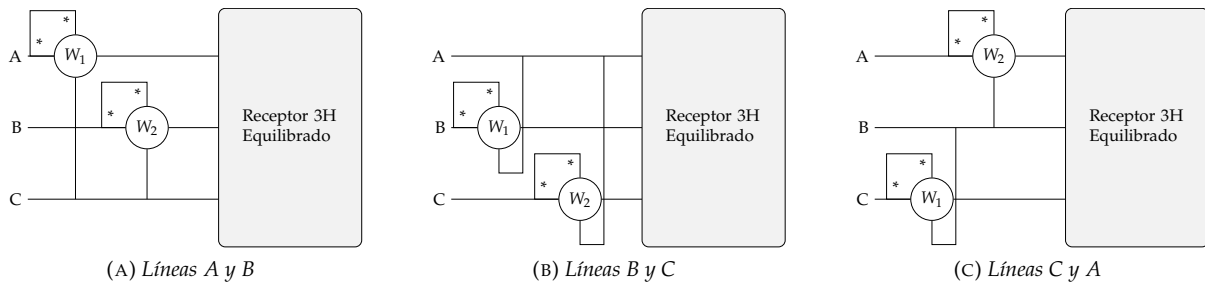 A
B
C
*
*
W1
*
*
W2
Receptor 3H
Equilibrado
(A) Líneas A y B
A
B
C
*
*
W1
*
*
W2
Receptor 3H
Equilibrado
(B) Líneas B y C
A
B
C
*
*
W2
*
*
W1
Receptor 3H
Equilibrado
(C) Líneas C y A